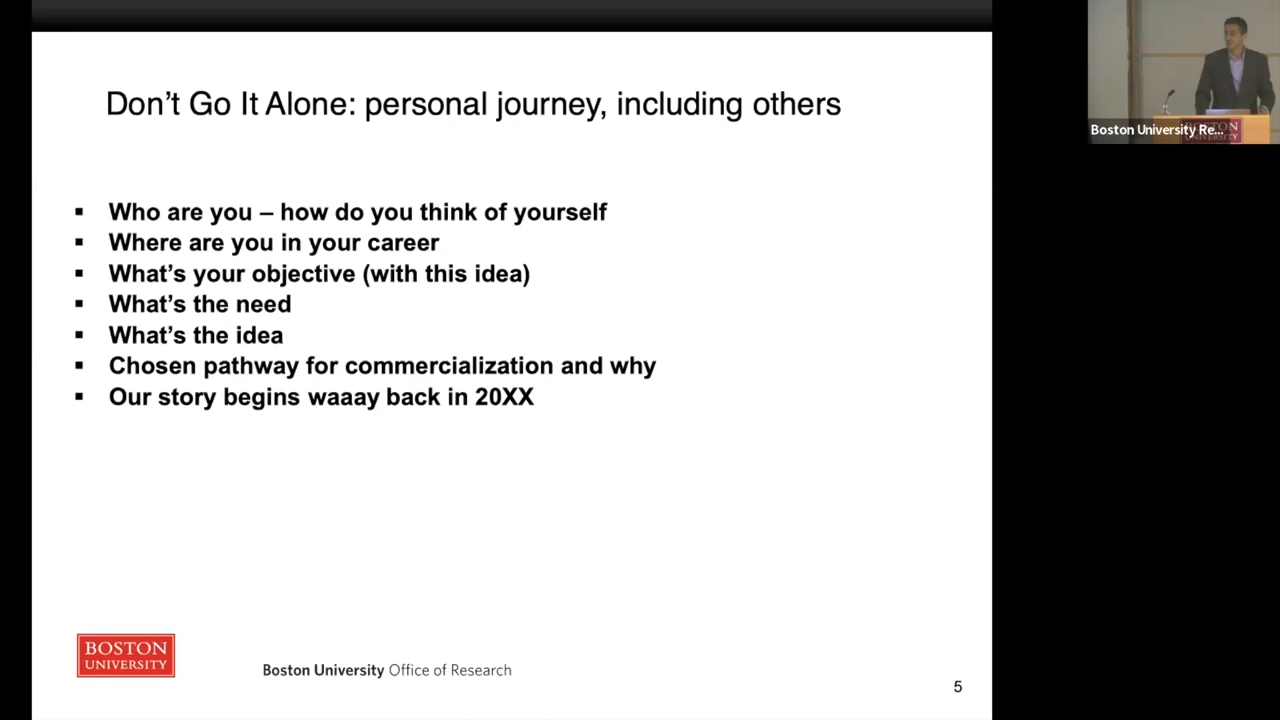 Don't Go It Alone: personal journey, including others
▪ Who are you – how do you think of yourself
▪ Where are you in your career
▪ What's your objective (with this idea)
▪ What's the need
▪ What's the idea
▪ Chosen pathway for commercialization and why
▪ Our story begins waaay back in 20XX
BOSTON
UNIVERSITY
Boston University Office of Research
5
Boston University Re...
BOSTON
UNIVERSITY